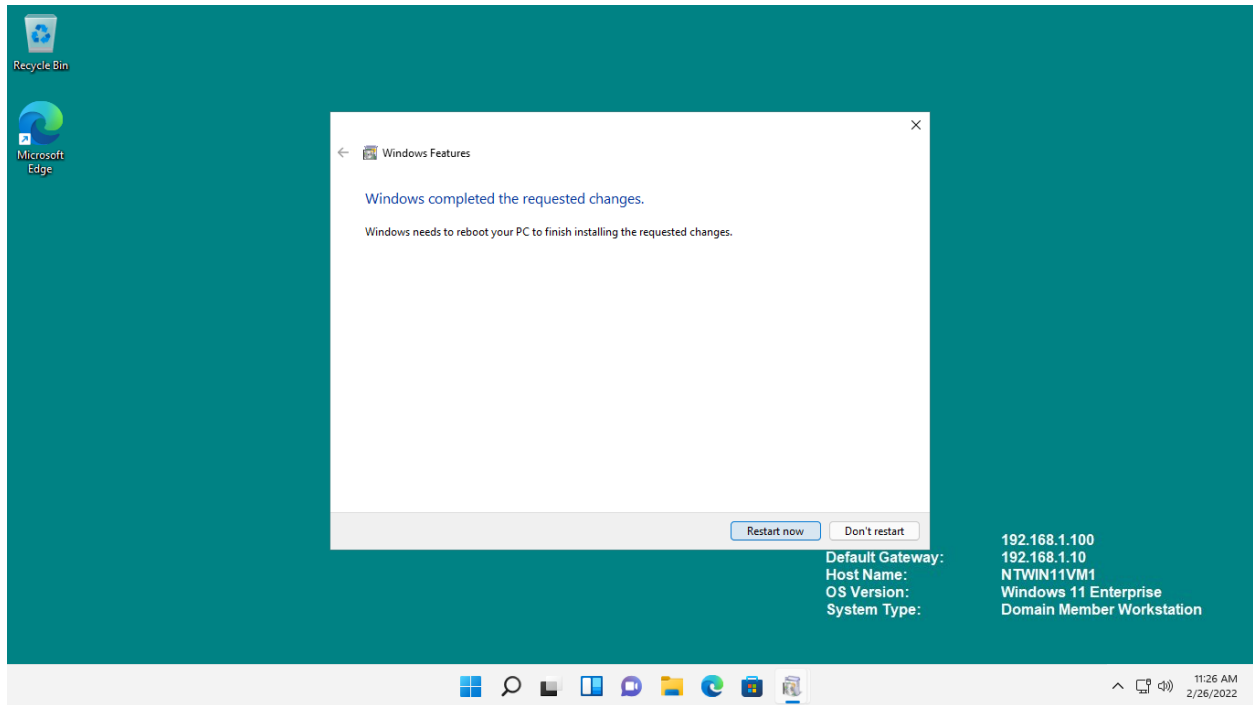 Recycle Bin
Microsoft
Edge
Windows Features
Windows completed the requested changes.
Windows needs to reboot your PC to finish installing the requested changes.
Restart now
Don't restart
192.168.1.100
Default Gateway: 192.168.1.10
Host Name: NTWIN11VM1
OS Version: Windows 11 Enterprise
System Type: Domain Member Workstation
11:26 AM
2/26/2022